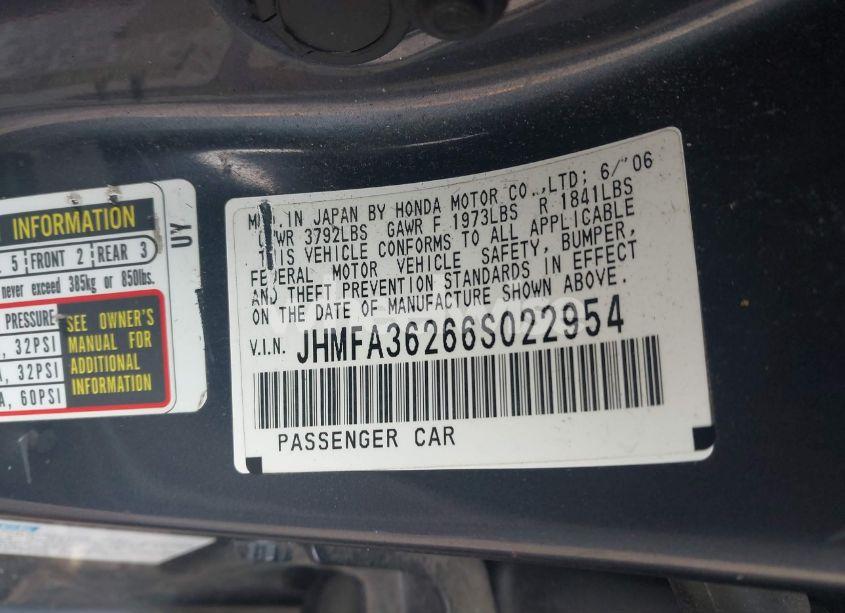 INFORMATION
5 FRONT 2 REAR 3
never exceed 385kg or 850lbs.
PRESSURE
, 32PSI
, 32PSI
, 60PSI
SEE OWNER'S
MANUAL FOR
ADDITIONAL
INFORMATION
UY
IN JAPAN BY HONDA MOTOR CO.,LTD; 6/'06
3792LBS GAWR F 1973LBS R 1841LBS
THIS VEHICLE CONFORMS TO ALL APPLICABLE
FEDERAL MOTOR VEHICLE SAFETY, BUMPER,
AND THEFT PREVENTION STANDARDS IN EFFECT
ON THE DATE OF MANUFACTURE SHOWN ABOVE.
V.I.N. JHMFA36266S022954
PASSENGER CAR